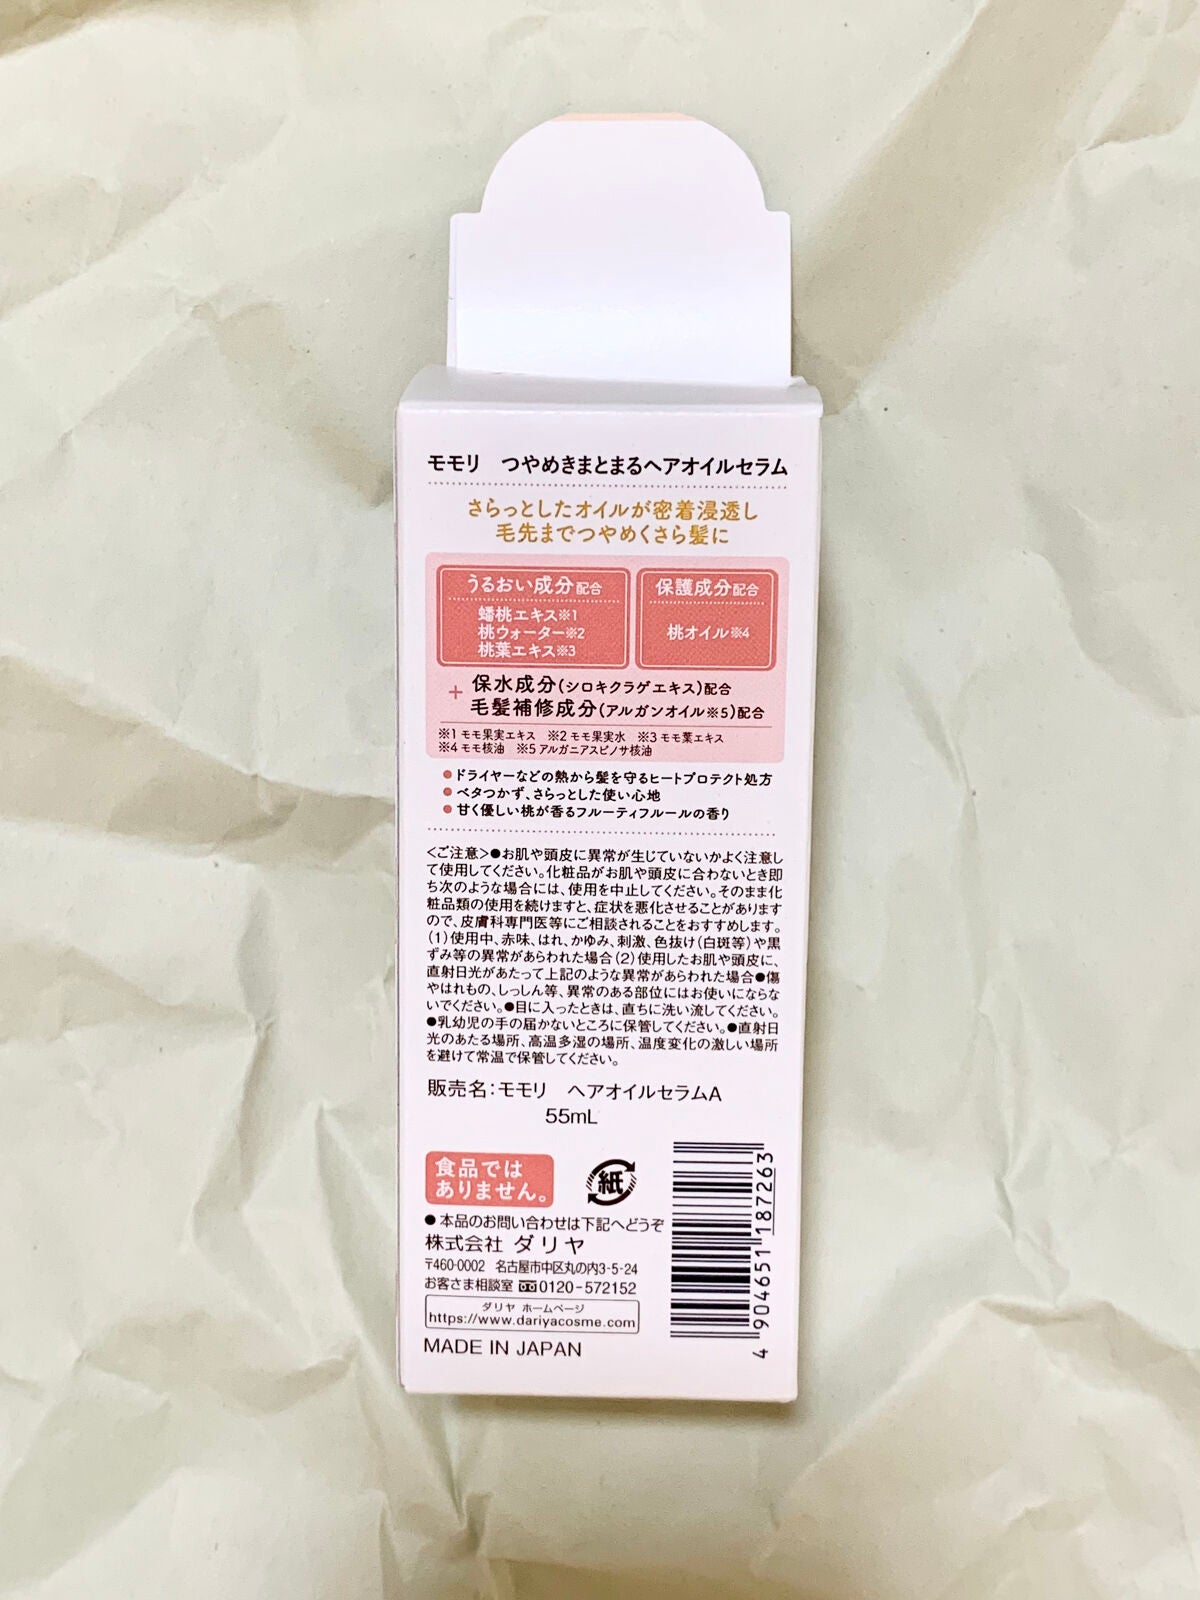 モモリ　つやめきまとまるヘアオイルセラム
さらっとしたオイルが密着浸透し
毛先までつやめくさら髪に
うるおい成分配合
蟠桃エキス※1
桃ウォーター※2
桃葉エキス※3
保護成分配合
桃オイル※4
+ 保水成分(シロキクラゲエキス)配合
毛髪補修成分(アルガンオイル※5)配合
※1 モモ果実エキス　※2 モモ果実水　※3 モモ葉エキス
※4 モモ核油　※5 アルガニアスピノサ核油
●ドライヤーなどの熱から髪を守るヒートプロテクト処方
●ベタつかず、さらっとした使い心地
●甘く優しい桃が香るフルーティフルールの香り
<ご注意>●お肌や頭皮に異常が生じていないかよく注意し
て使用してください。化粧品がお肌や頭皮に合わないとき即
ち次のような場合には、使用を中止してください。そのまま化
粧品類の使用を続けますと、症状を悪化させることがあります
ので、皮膚科専門医等にご相談されることをおすすめします。
(1)使用中、赤味、はれ、かゆみ、刺激、色抜け(白斑等)や黒
ずみ等の異常があらわれた場合(2)使用したお肌や頭皮に、
直射日光があたって上記のような異常があらわれた場合●傷
やはれもの、しっしん等、異常のある部位にはお使いにならな
いでください。●目に入ったときは、直ちに洗い流してください。
●乳幼児の手の届かないところに保管してください。●直射日
光のあたる場所、高温多湿の場所、温度変化の激しい場所
を避けて常温で保管してください。
販売名:モモリ　ヘアオイルセラムA
55mL
食品では
ありません。
紙
●本品のお問い合わせは下記へどうぞ
株式会社 ダリヤ
〒460-0002　名古屋市中区丸の内3-5-24
お客さま相談室 0120-572152
ダリヤ ホームページ
https://www.dariyacosme.com
MADE IN JAPAN
4 904651 187263